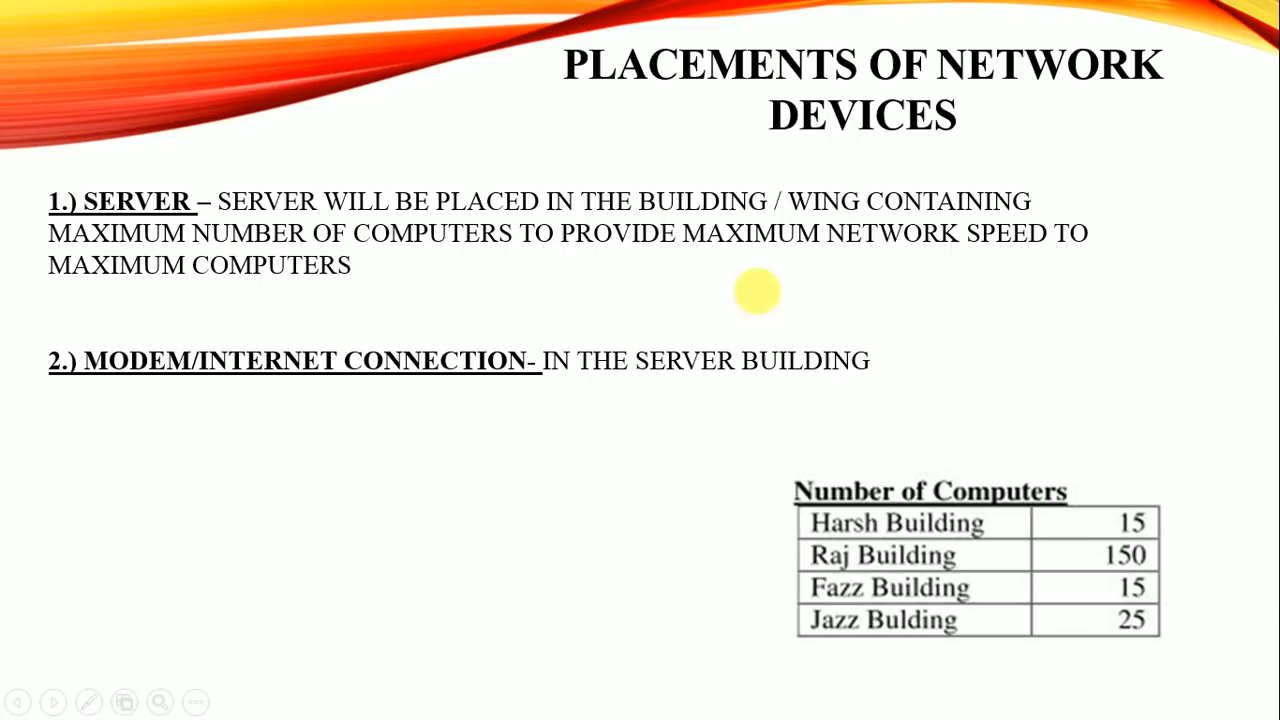 PLACEMENTS OF NETWORK
DEVICES
1.) SERVER – SERVER WILL BE PLACED IN THE BUILDING / WING CONTAINING
MAXIMUM NUMBER OF COMPUTERS TO PROVIDE MAXIMUM NETWORK SPEED TO
MAXIMUM COMPUTERS
2.) MODEM/INTERNET CONNECTION- IN THE SERVER BUILDING
Number of Computers
Harsh Building 15
Raj Building 150
Fazz Building 15
Jazz Bulding 25